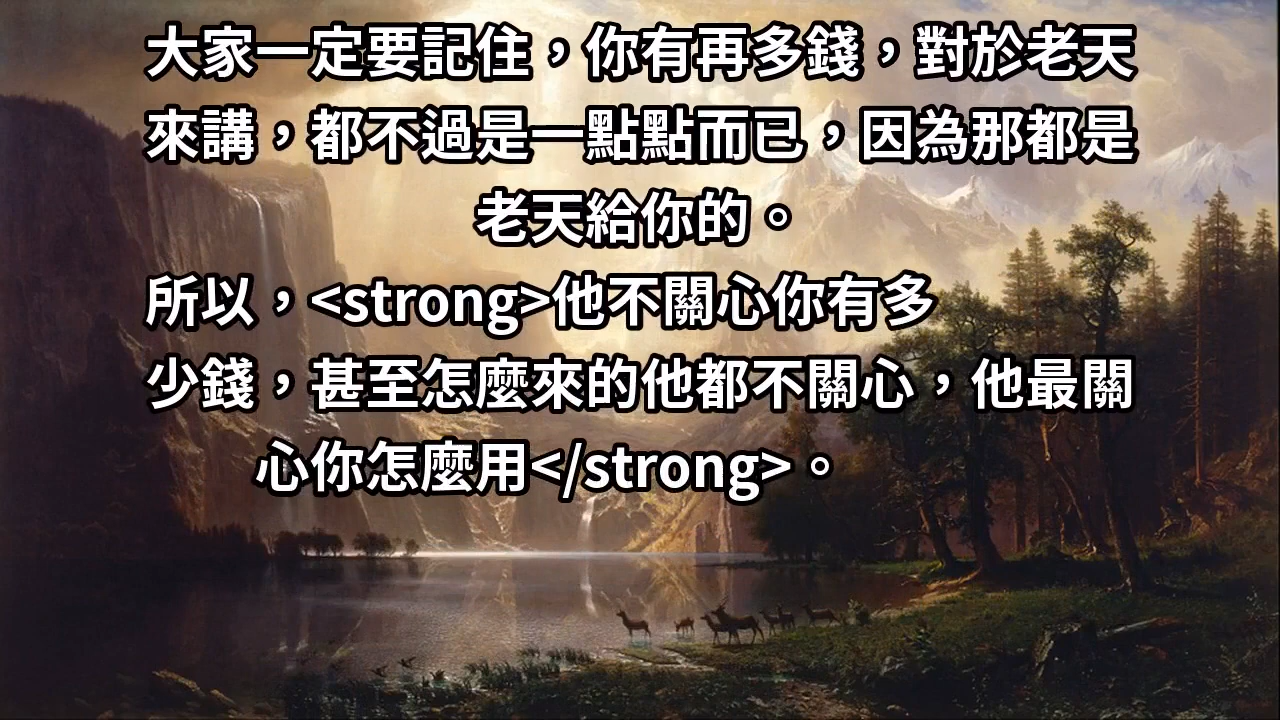 大家一定要記住，你有再多錢，對於老天
來講，都不過是一點點而已，因為那都是
老天給你的。
所以，<strong>他不關心你有多
少錢，甚至怎麼來的他都不關心，他最關
心你怎麼用</strong>。